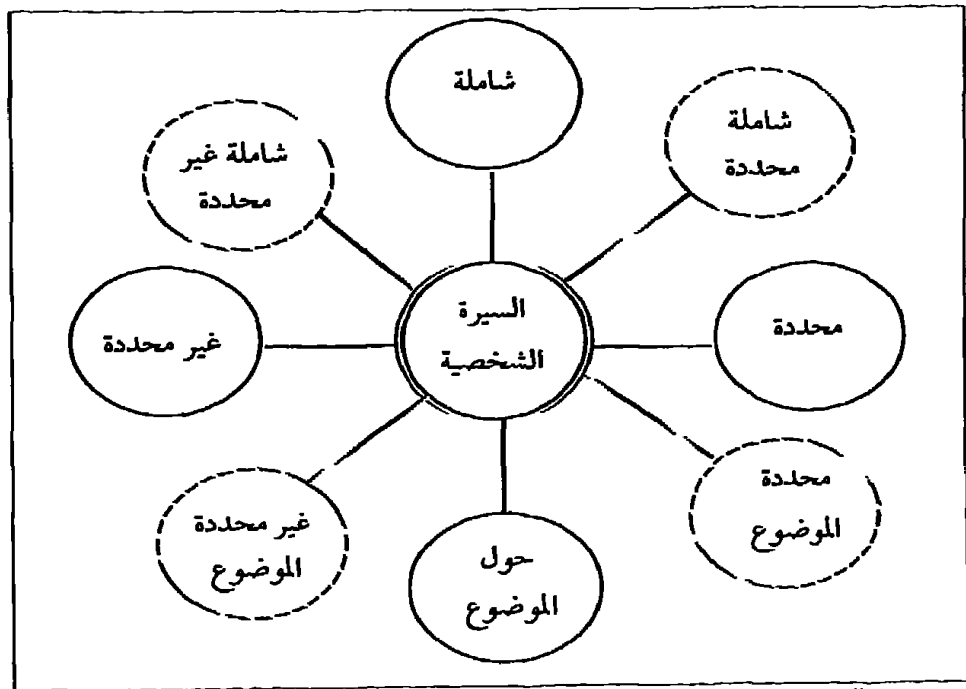 شاملة
شاملة
محددة
شاملة غير
محددة
السيرة
الشخصية
محددة
غير محددة
محددة
الموضوع
حول
الموضوع
غير محددة
الموضوع